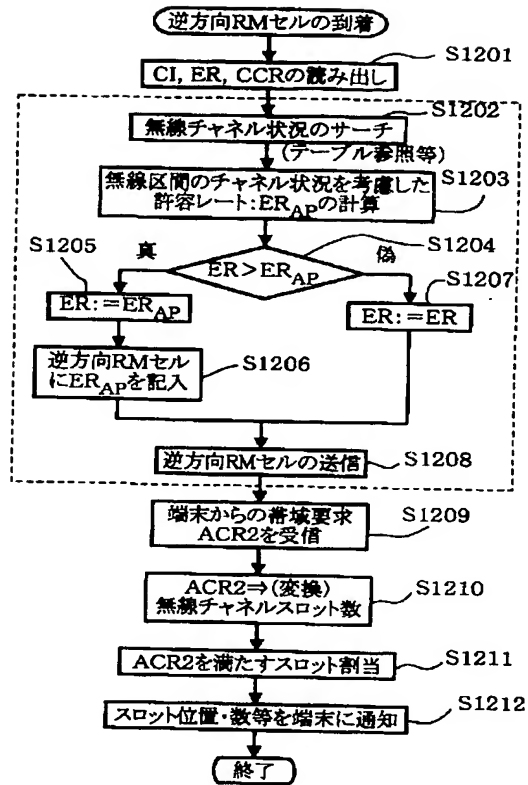 逆方向RMセルの到着
S1201
CI, ER, CCRの読み出し
S1202
無線チャネル状況のサーチ
(テーブル参照等)
無線区間のチャネル状況を考慮した
許容レート:ERAPの計算
S1203
S1204
ER>ERAP
真
偽
S1205
ER:=ERAP
S1207
ER:=ER
逆方向RMセル
にERAPを記入
S1206
逆方向RMセルの送信
S1208
端末からの帯域要求
ACR2を受信
S1209
ACR2⇒(変換)
無線チャネルスロット数
S1210
ACR2を満たすスロット割当
S1211
スロット位置・数等を端末に通知
S1212
終了